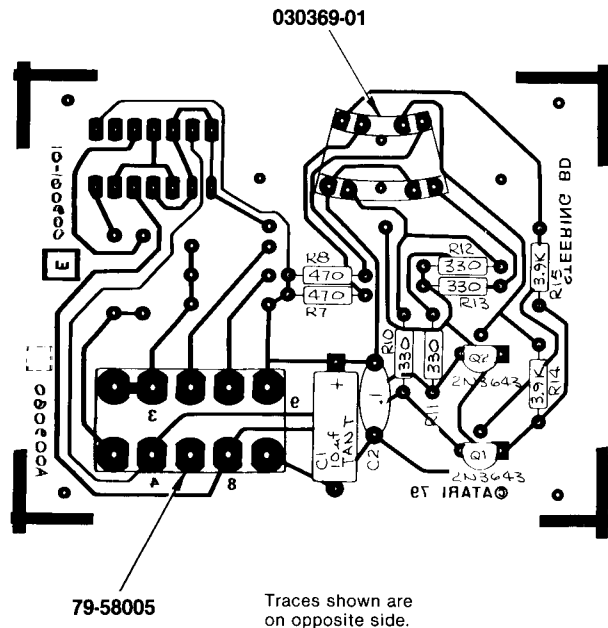 030369-01
STEERING BD
E
R8
470
470
R7
R12
330
330
R13
3.9K
R15
R10
330
330
R11
Q2
2N3643
3.9K
R14
3
9
+
C1
10µf
TANT
.1
C2
4
8
Q1
2N3643
©ATARI 79
79-58005
Traces shown are
on opposite side.